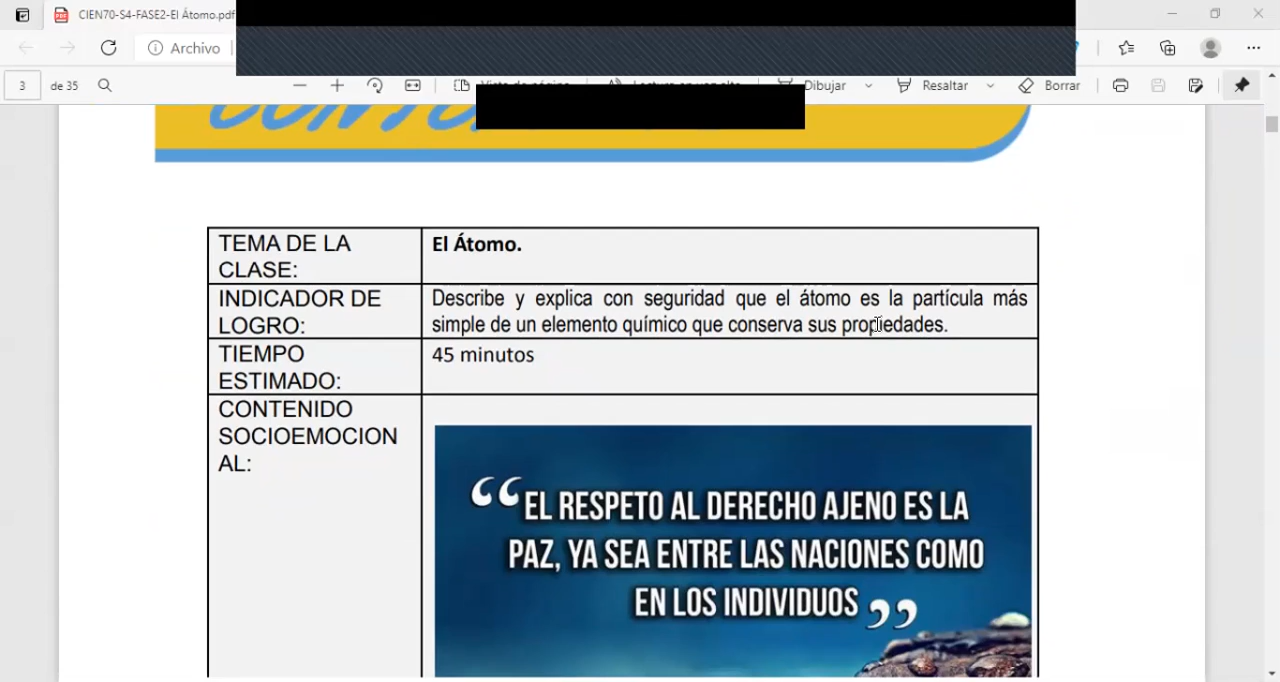 CIEN70-S4-FASE2-El Átomo.pdf
Archivo
3 de 35
Dibujar Resaltar Borrar
TEMA DE LA
CLASE:
El Átomo.
INDICADOR DE
LOGRO:
Describe y explica con seguridad que el átomo es la partícula más
simple de un elemento químico que conserva sus propiedades.
TIEMPO
ESTIMADO:
45 minutos
CONTENIDO
SOCIOEMOCION
AL:
“EL RESPETO AL DERECHO AJENO ES LA
PAZ, YA SEA ENTRE LAS NACIONES COMO
EN LOS INDIVIDUOS”